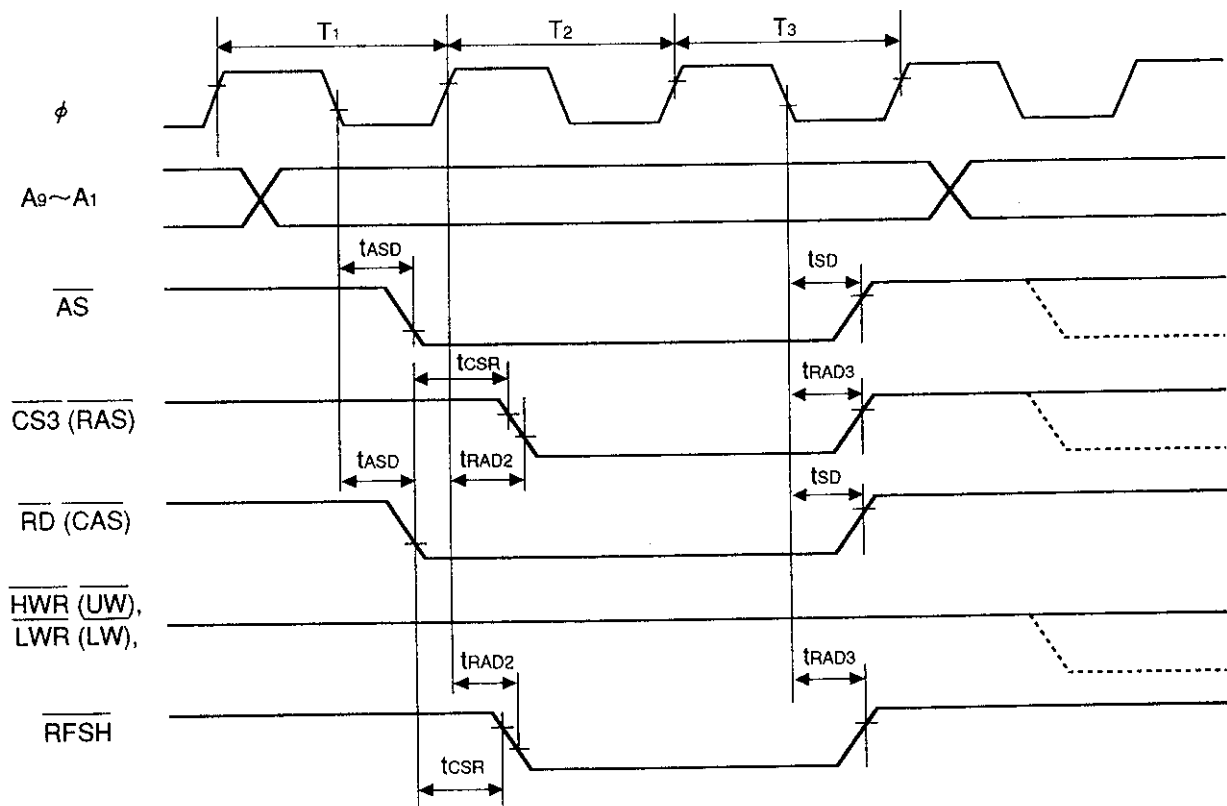 T1 T2 T3
φ
A9~A1
tASD tSD
AS
tCSR tRAD3
CS3 (RAS)
tASD tRAD2 tSD
RD (CAS)
HWR (UW),
LWR (LW),
tRAD2 tRAD3
RFSH
tCSR